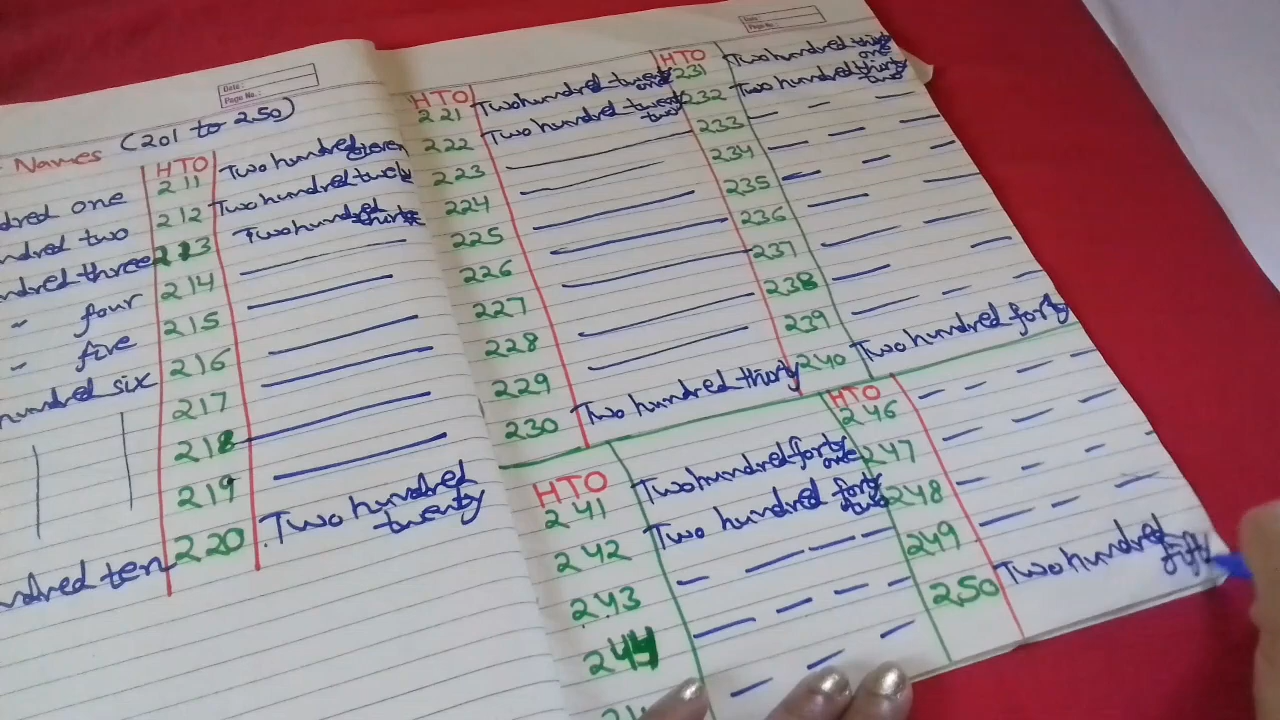 Date:
Page No.:
Names (201 to 250)
dred one
ndred two
ndred three
" four
" five
hundred six
ndred ten
HTO
211 Two hundred eleven
212 Two hundred twelve
213 Two hundred thirteen
214
215
216
217
218
219
220 Two hundred twenty
HTO
221 Two hundred twenty one
222 Two hundred twenty two
223
224
225
226
227
228
229
230 Two hundred thirty
Date:
Page No.:
HTO
231 Two hundred thirty one
232 Two hundred thirty two
233
234
235
236
237
238
239
240 Two hundred forty
HTO
241 Two hundred forty one
242 Two hundred forty two
243
244
HTO
246
247
248
249
250 Two hundred fifty